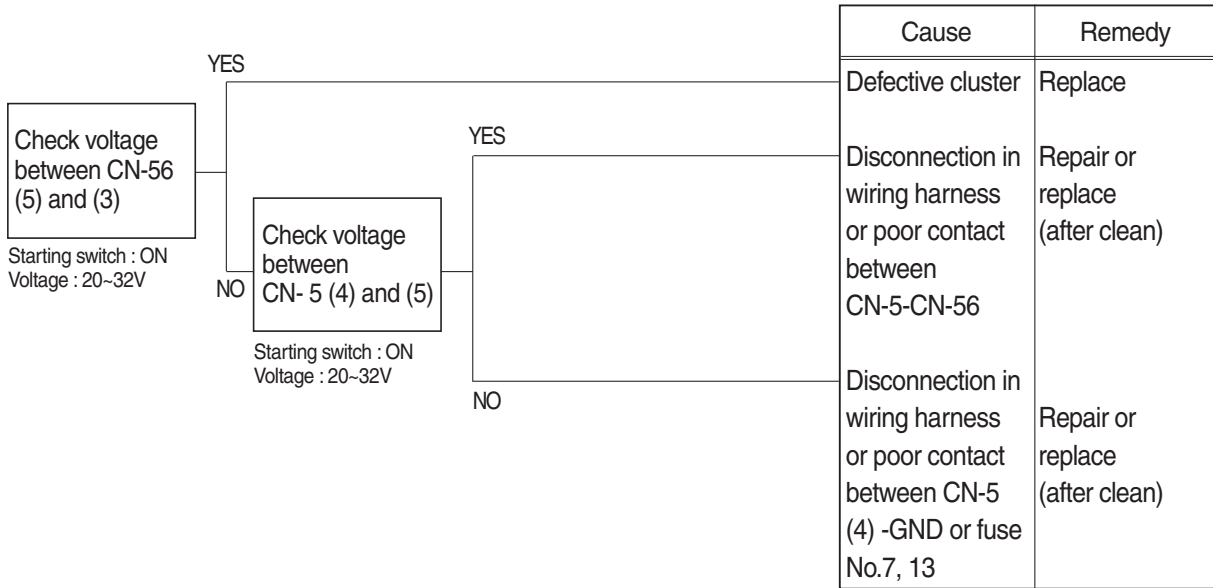 YES
Check voltage
between CN-56
(5) and (3)
Starting switch : ON
Voltage : 20~32V
NO
Check voltage
between
CN- 5 (4) and (5)
Starting switch : ON
Voltage : 20~32V
YES
NO
Cause Remedy
Defective cluster Replace
Disconnection in Repair or
wiring harness replace
or poor contact (after clean)
between
CN-5-CN-56
Disconnection in
wiring harness Repair or
or poor contact replace
between CN-5 (after clean)
(4) -GND or fuse
No.7, 13